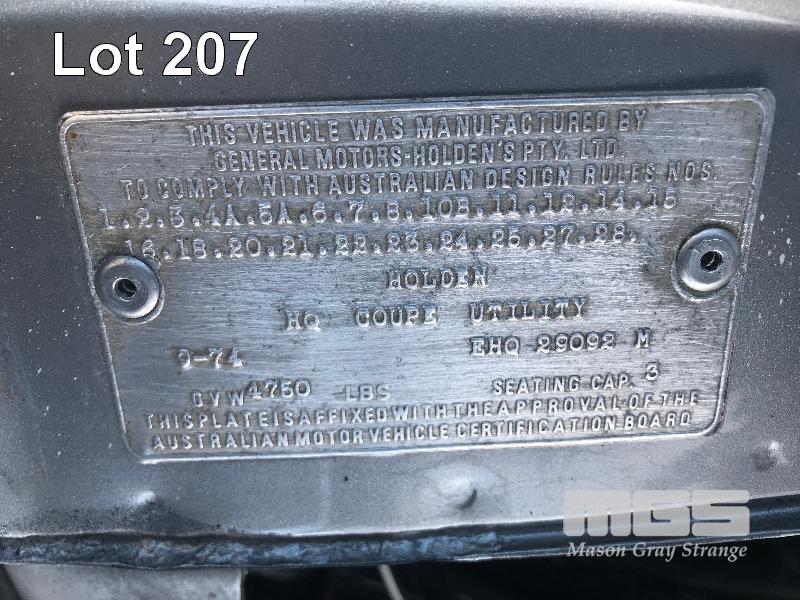 Lot 207
THIS VEHICLE WAS MANUFACTURED BY
GENERAL MOTORS-HOLDEN'S PTY. LTD.
TO COMPLY WITH AUSTRALIAN DESIGN RULES NOS.
1.2.3.4A.5A.6.7.8.10B.11.12.14.15
16.18.20.21.22.23.24.25.27.28.
HOLDEN
HQ COUPE UTILITY
9-74 EHQ 29092 M
GVW 4750 LBS SEATING CAP. 3
THIS PLATE IS AFFIXED WITH THE APPROVAL OF THE
AUSTRALIAN MOTOR VEHICLE CERTIFICATION BOARD
MGS
Mason Gray Strange